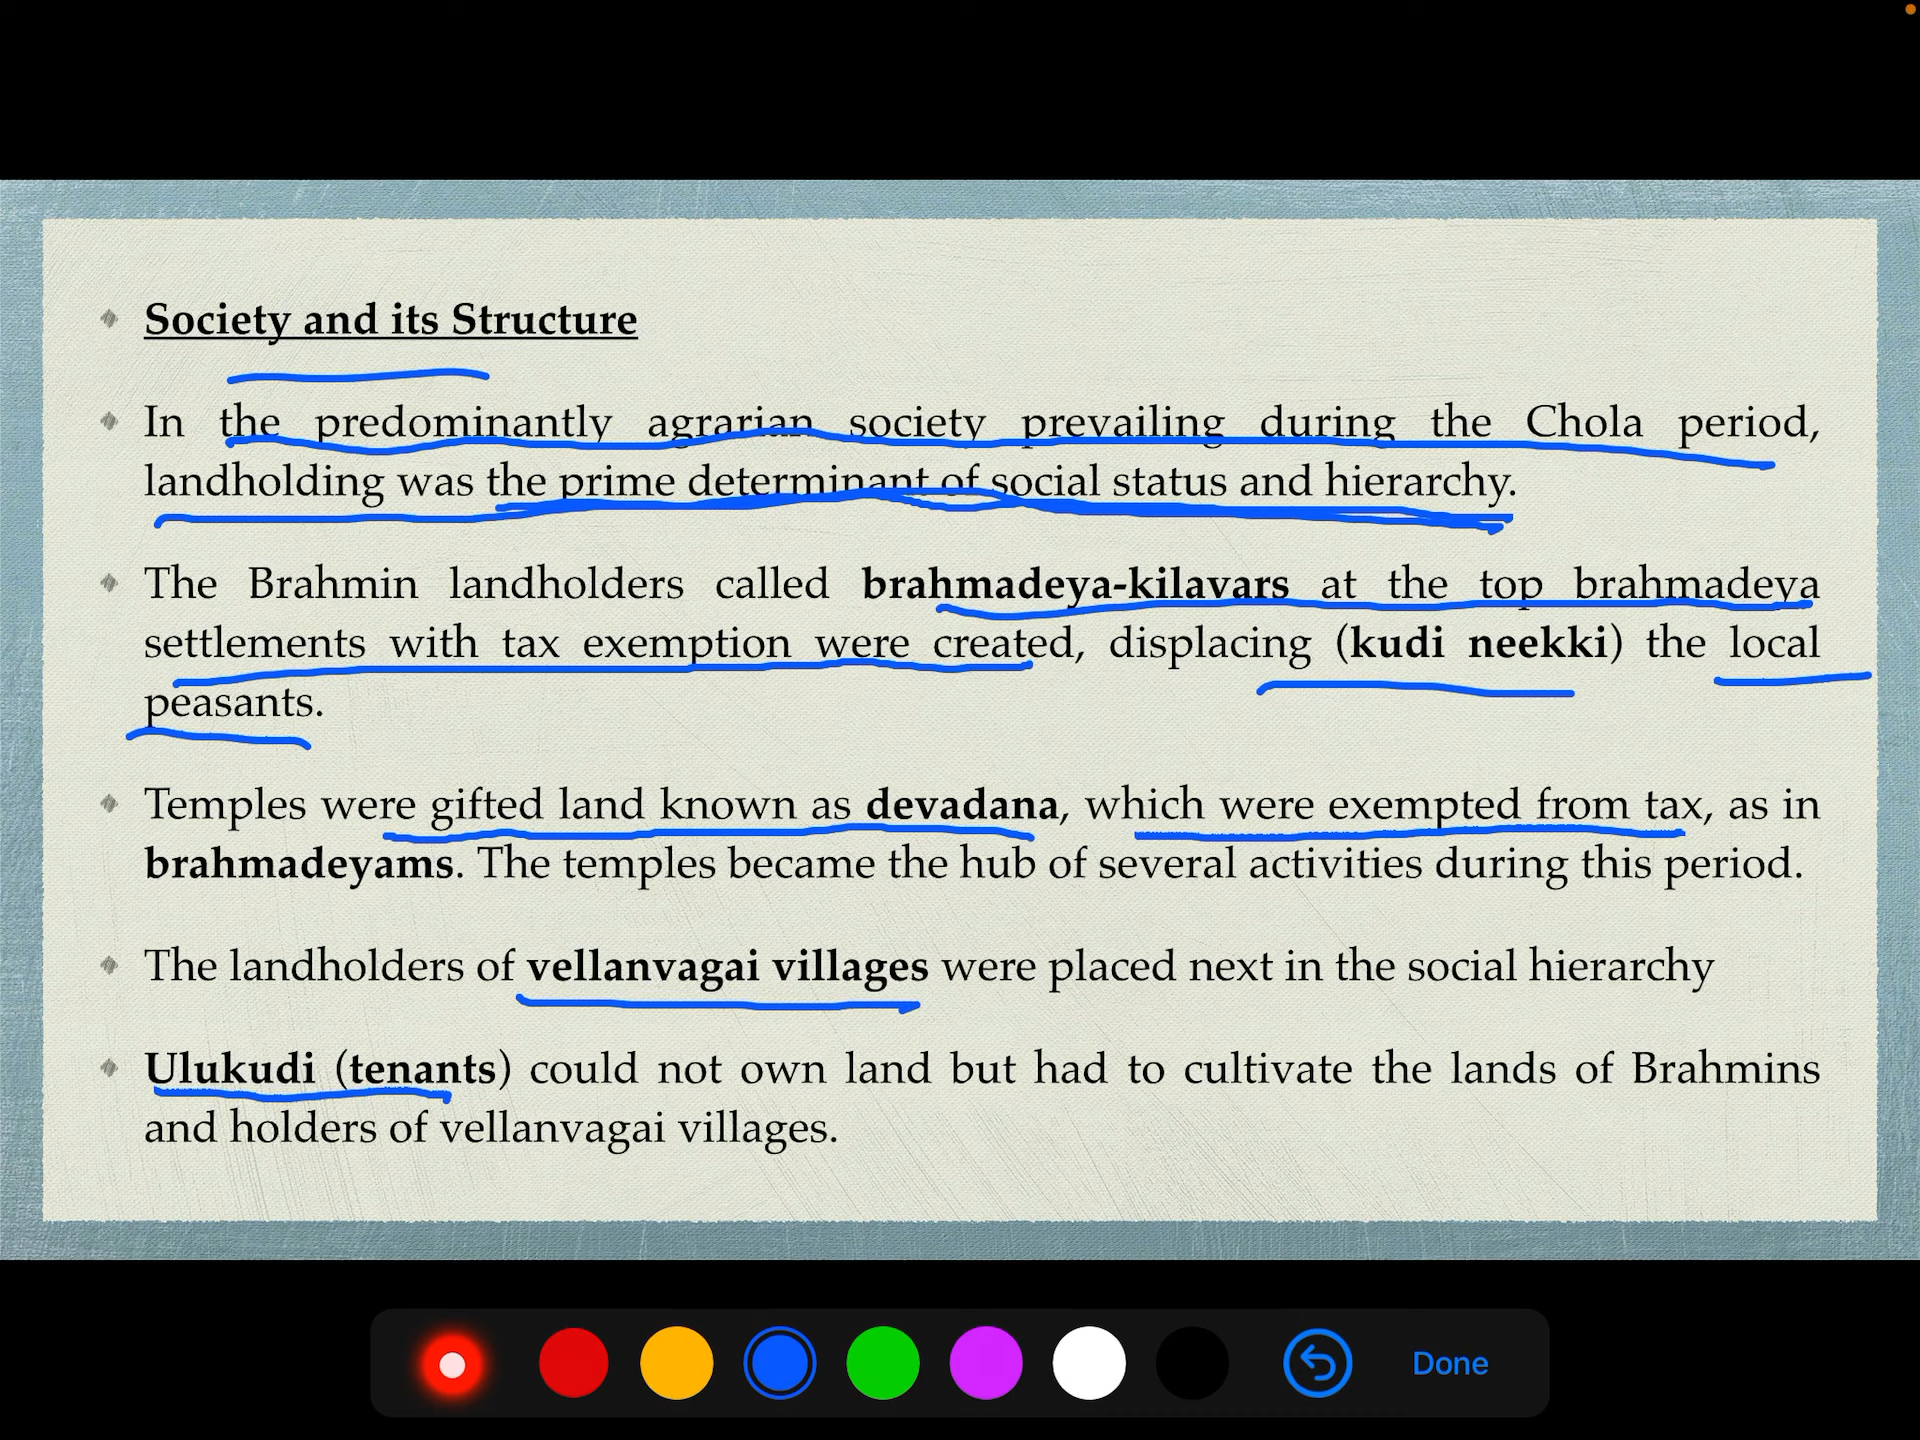 Society and its Structure
In the predominantly agrarian society prevailing during the Chola period,
landholding was the prime determinant of social status and hierarchy.
The Brahmin landholders called brahmadeya-kilavars at the top brahmadeya
settlements with tax exemption were created, displacing (kudi neekki) the local
peasants.
Temples were gifted land known as devadana, which were exempted from tax, as in
brahmadeyams. The temples became the hub of several activities during this period.
The landholders of vellanvagai villages were placed next in the social hierarchy
Ulukudi (tenants) could not own land but had to cultivate the lands of Brahmins
and holders of vellanvagai villages.
Done